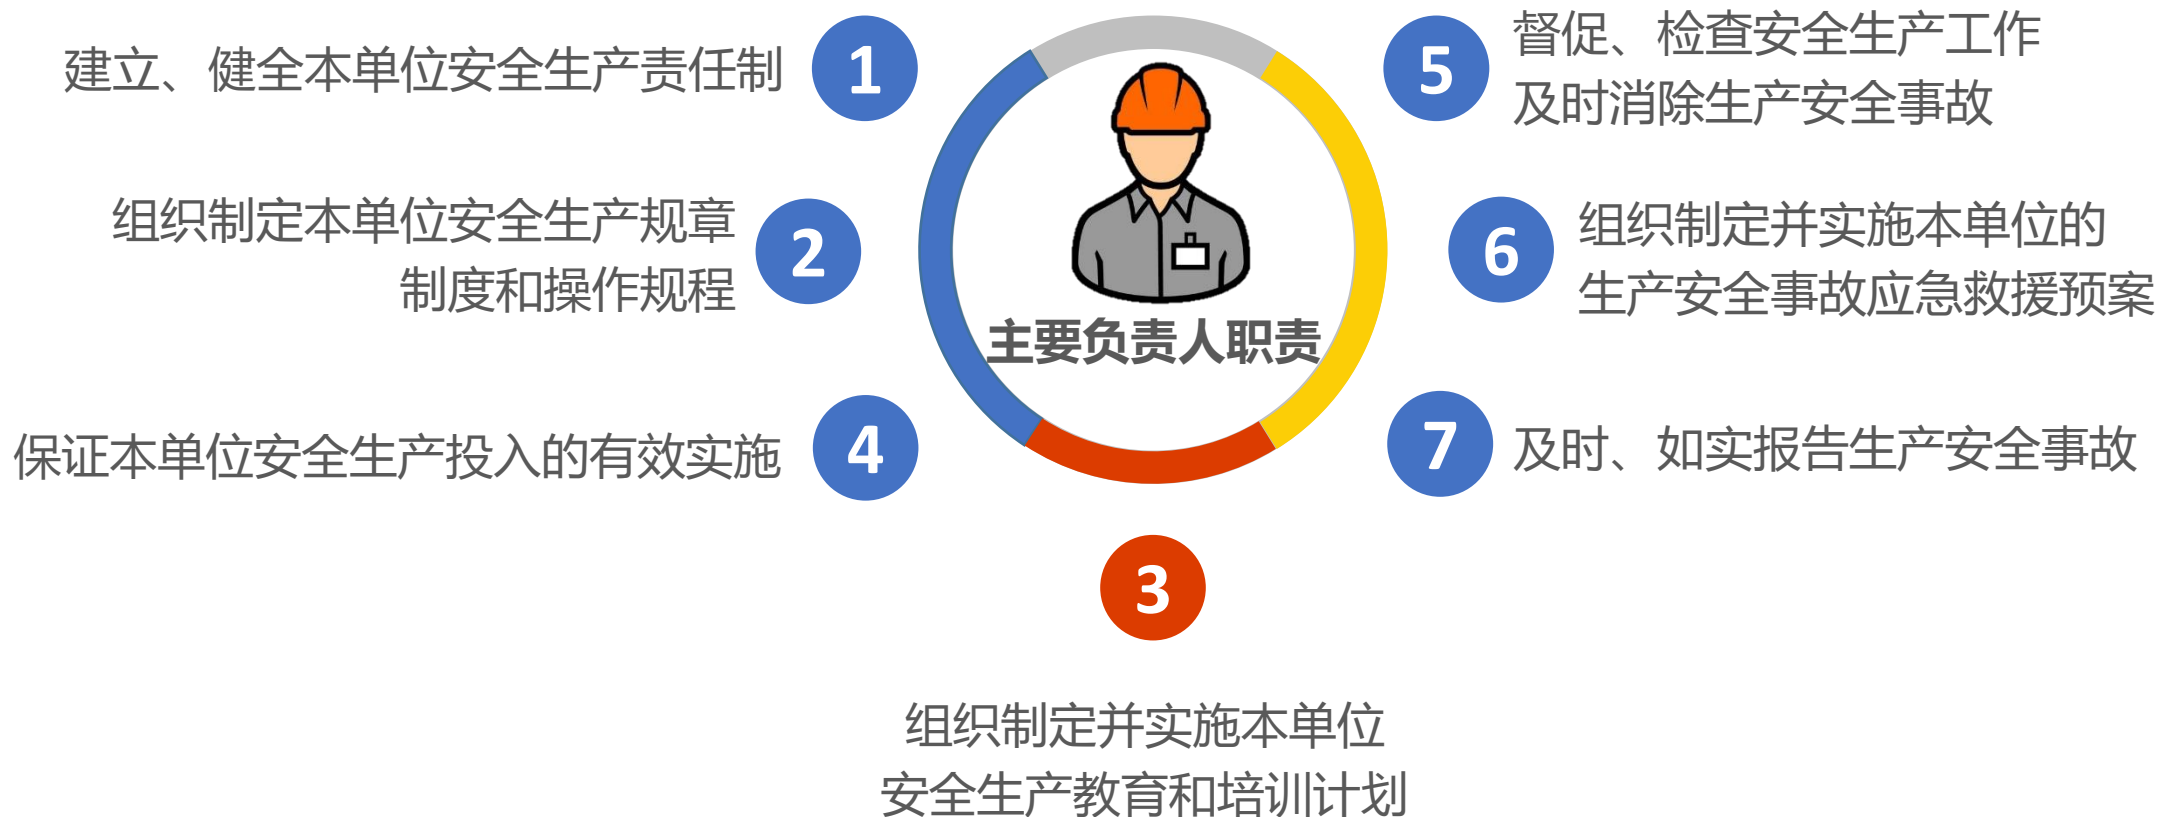 建立、健全本单位安全生产责任制
1
组织制定本单位安全生产规章
制度和操作规程
2
保证本单位安全生产投入的有效实施
4
主要负责人职责
3
组织制定并实施本单位
安全生产教育和培训计划
5
督促、检查安全生产工作
及时消除生产安全事故
6
组织制定并实施本单位的
生产安全事故应急救援预案
7
及时、如实报告生产安全事故